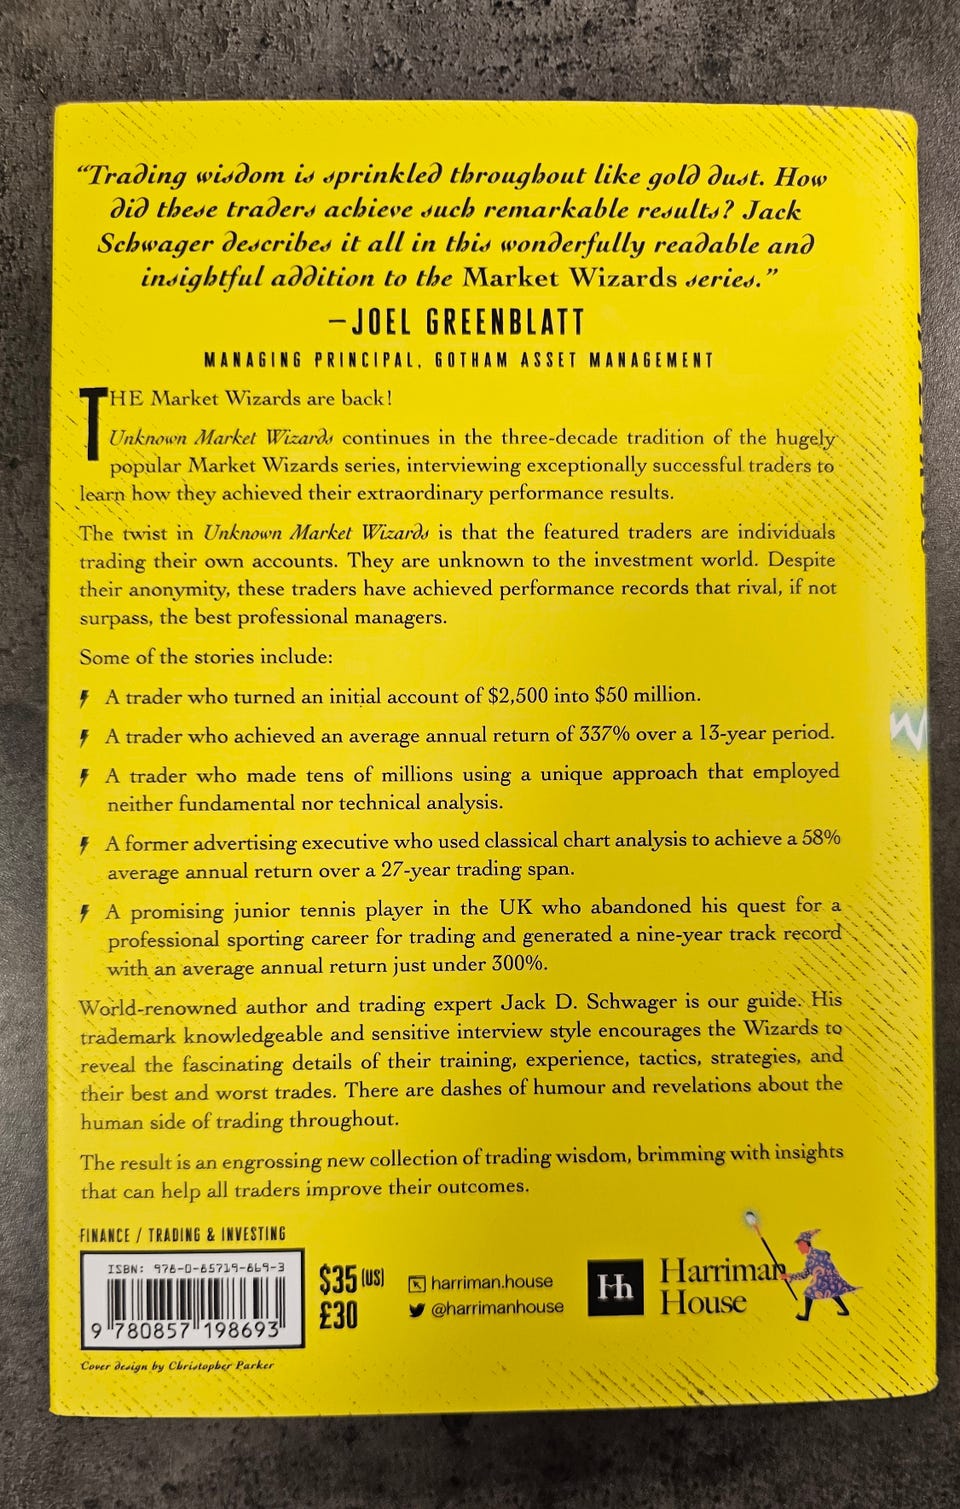 “Trading wisdom is sprinkled throughout like gold dust. How
did these traders achieve such remarkable results? Jack
Schwager describes it all in this wonderfully readable and
insightful addition to the Market Wizards series.”
—JOEL GREENBLATT
MANAGING PRINCIPAL, GOTHAM ASSET MANAGEMENT
THE Market Wizards are back!
Unknown Market Wizards continues in the three-decade tradition of the hugely
popular Market Wizards series, interviewing exceptionally successful traders to
learn how they achieved their extraordinary performance results.
The twist in Unknown Market Wizards is that the featured traders are individuals
trading their own accounts. They are unknown to the investment world. Despite
their anonymity, these traders have achieved performance records that rival, if not
surpass, the best professional managers.
Some of the stories include:
A trader who turned an initial account of $2,500 into $50 million.
A trader who achieved an average annual return of 337% over a 13-year period.
A trader who made tens of millions using a unique approach that employed
neither fundamental nor technical analysis.
A former advertising executive who used classical chart analysis to achieve a 58%
average annual return over a 27-year trading span.
A promising junior tennis player in the UK who abandoned his quest for a
professional sporting career for trading and generated a nine-year track record
with an average annual return just under 300%.
World-renowned author and trading expert Jack D. Schwager is our guide. His
trademark knowledgeable and sensitive interview style encourages the Wizards to
reveal the fascinating details of their training, experience, tactics, strategies, and
their best and worst trades. There are dashes of humour and revelations about the
human side of trading throughout.
The result is an engrossing new collection of trading wisdom, brimming with insights
that can help all traders improve their outcomes.
FINANCE / TRADING & INVESTING
ISBN: 978-0-85719-869-3
9 780857 198693
$35 (US)
£30
harriman.house
@harrimanhouse
Hh
Harriman
House
Cover design by Christopher Parker